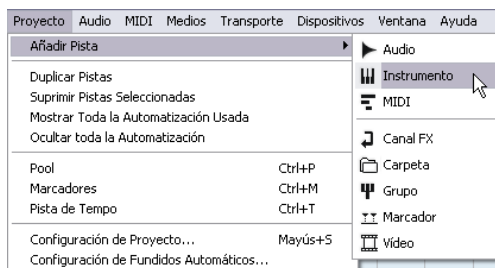 Proyecto Audio MIDI Medios Transporte Dispositivos Ventana Ayuda
Añadir Pista
Duplicar Pistas
Suprimir Pistas Seleccionadas
Mostrar Toda la Automatización Usada
Ocultar toda la Automatización
Pool Ctrl+P
Marcadores Ctrl+M
Pista de Tempo Ctrl+T
Configuración de Proyecto... Mayús+S
Configuración de Fundidos Automáticos...
Audio
Instrumento
MIDI
Canal FX
Carpeta
Grupo
Marcador
Vídeo